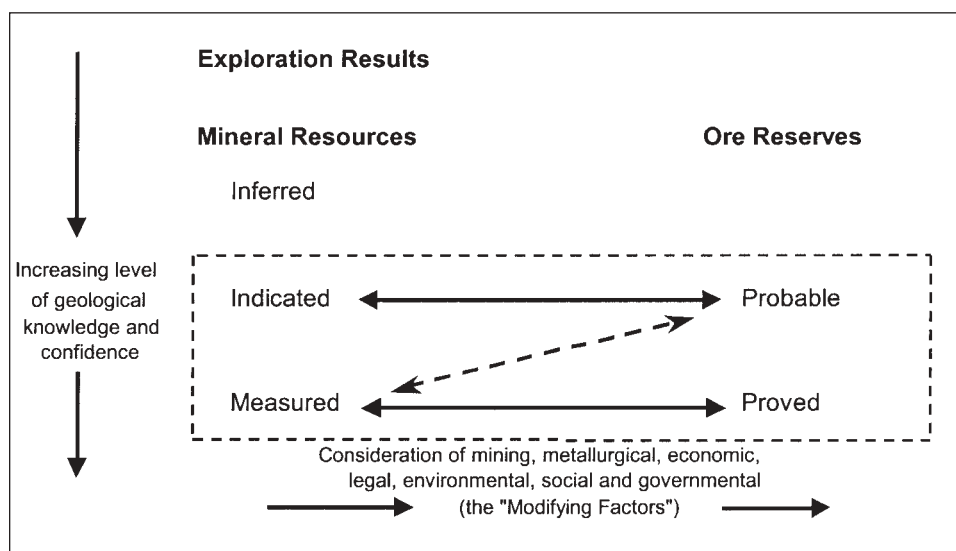 Exploration Results
Mineral Resources Ore Reserves
Inferred
Increasing level
of geological
knowledge and
confidence
Indicated Probable
Measured Proved
Consideration of mining, metallurgical, economic,
legal, environmental, social and governmental
(the "Modifying Factors")